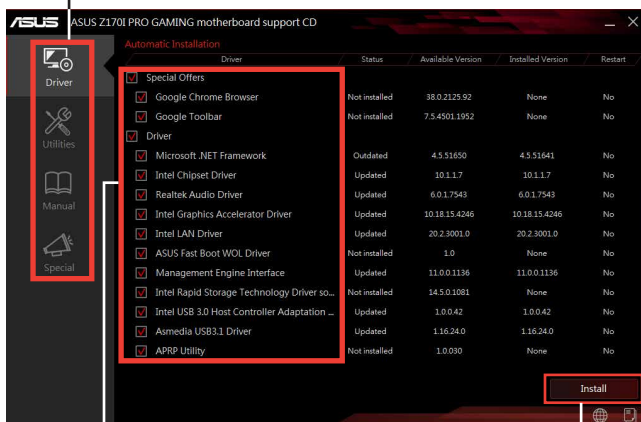 ASUS ASUS Z170I PRO GAMING motherboard support CD
Automatic Installation
Driver Status Available Version Installed Version Restart
Special Offers
Google Chrome Browser Not installed 38.0.2125.92 None No
Google Toolbar Not installed 7.5.4501.1952 None No
Driver
Microsoft .NET Framework Outdated 4.5.51650 4.5.51641 No
Intel Chipset Driver Updated 10.1.1.7 10.1.1.7 No
Realtek Audio Driver Updated 6.0.1.7543 6.0.1.7543 No
Intel Graphics Accelerator Driver Updated 10.18.15.4246 10.18.15.4246 No
Intel LAN Driver Updated 20.2.3001.0 20.2.3001.0 No
ASUS Fast Boot WOL Driver Not installed 1.0 None No
Management Engine Interface Updated 11.0.0.1136 11.0.0.1136 No
Intel Rapid Storage Technology Driver so... Not installed 14.5.0.1081 None No
Intel USB 3.0 Host Controller Adaptation ... Updated 1.0.0.42 1.0.0.42 No
Asmedia USB3.1 Driver Updated 1.16.24.0 1.16.24.0 No
APRP Utility Not installed 1.0.030 None No
Driver
Utilities
Manual
Special
Install